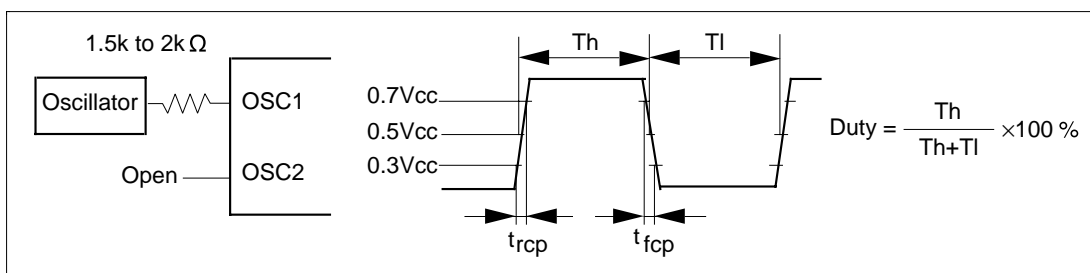 1.5k to 2k Ω
Oscillator
OSC1
Open
OSC2
Th
Tl
0.7Vcc
0.5Vcc
0.3Vcc
trcp
tfcp
Duty = Th / Th+Tl ×100 %